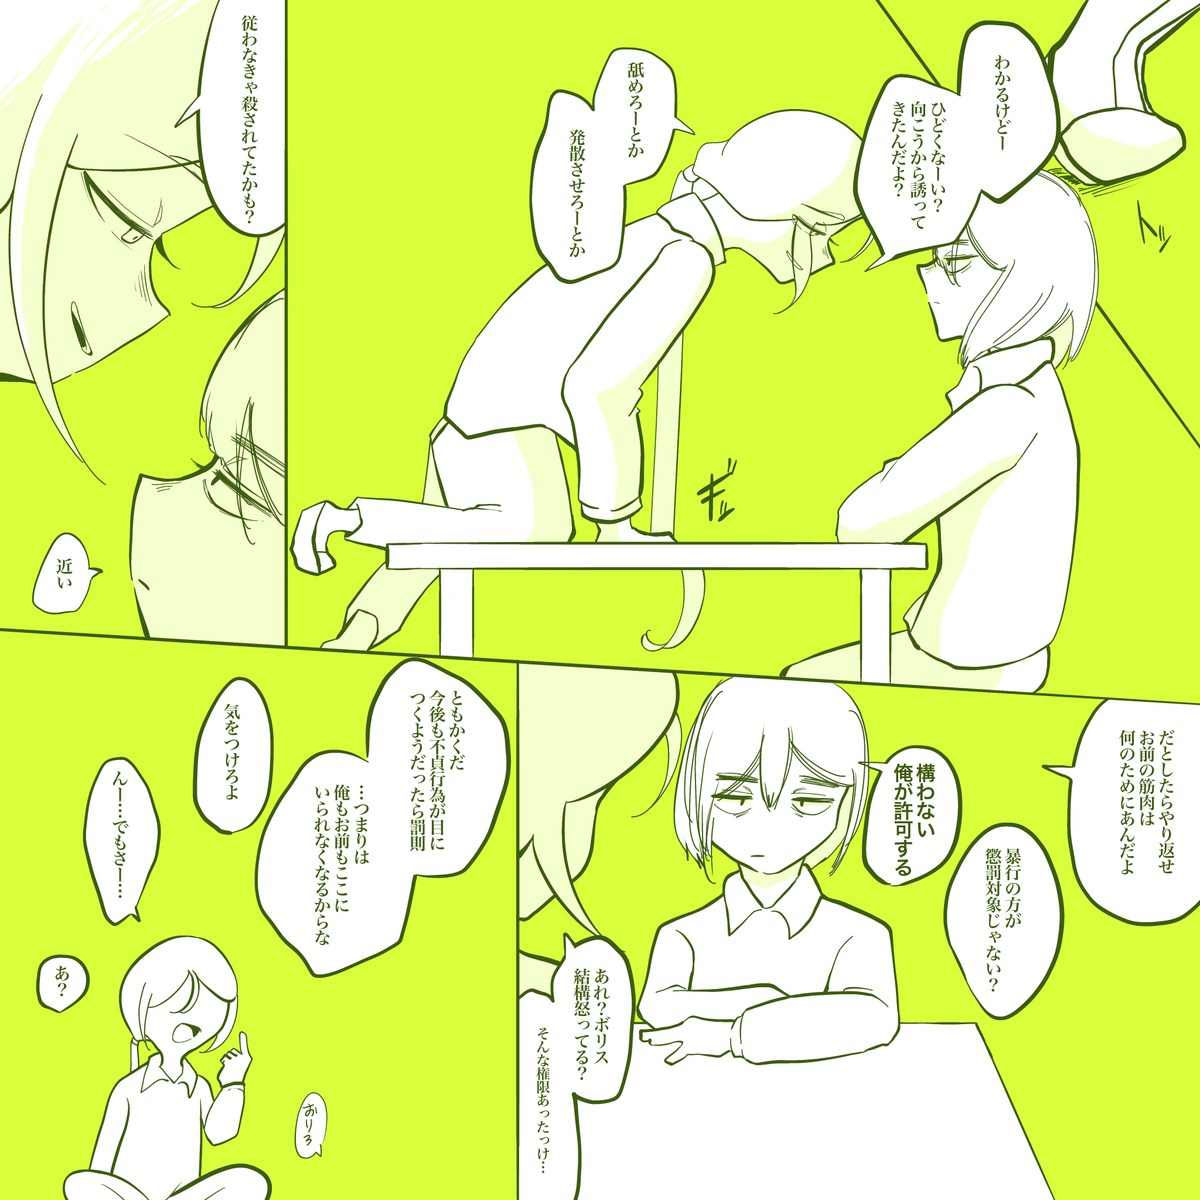 わかるけどー
ひどくなーい?
向こうから誘って
きたんだよ?
トッ
舐めろーとか
発散させろーとか
ギッ
従わなきゃ殺されてたかも?
近い
だとしたらやり返せ
お前の筋肉は
何のためにあんだよ
暴行の方が
懲罰対象じゃない?
構わない
俺が許可する
あれ?ボリス
結構怒ってる?
そんな権限あったっけ…
ともかくだ
今後も不貞行為が目に
つくようだったら罰則
…つまりは
俺もお前もここに
いられなくなるからな
気をつけろよ
んー…でもさー…
あ?
おりろ